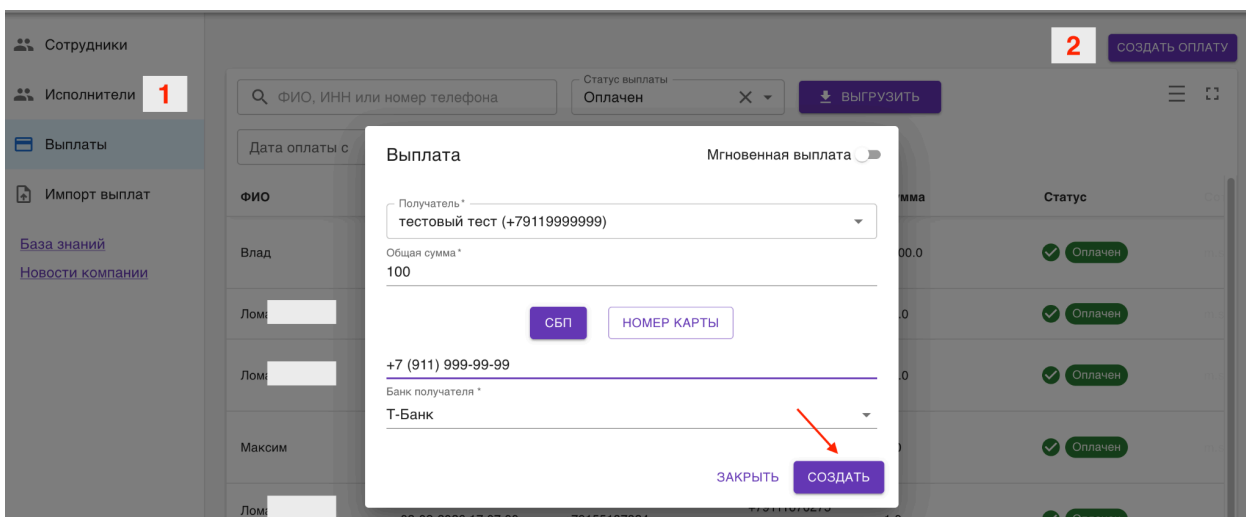 Сотрудники
2
СОЗДАТЬ ОПЛАТУ
Исполнители
1
ФИО, ИНН или номер телефона
Статус выплаты
Оплачен
ВЫГРУЗИТЬ
Выплаты
Дата оплаты с
Выплата
Мгновенная выплата
Импорт выплат
ФИО
Статус
Получатель *
тестовый тест (+79119999999)
База знаний
Новости компании
Влад
Общая сумма *
100
Оплачен
СБП
НОМЕР КАРТЫ
Оплачен
+7 (911) 999-99-99
Оплачен
Банк получателя *
Т-Банк
Максим
Оплачен
ЗАКРЫТЬ
СОЗДАТЬ